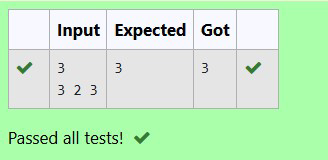 Input Expected Got
3 3 3
3 2 3
Passed all tests!